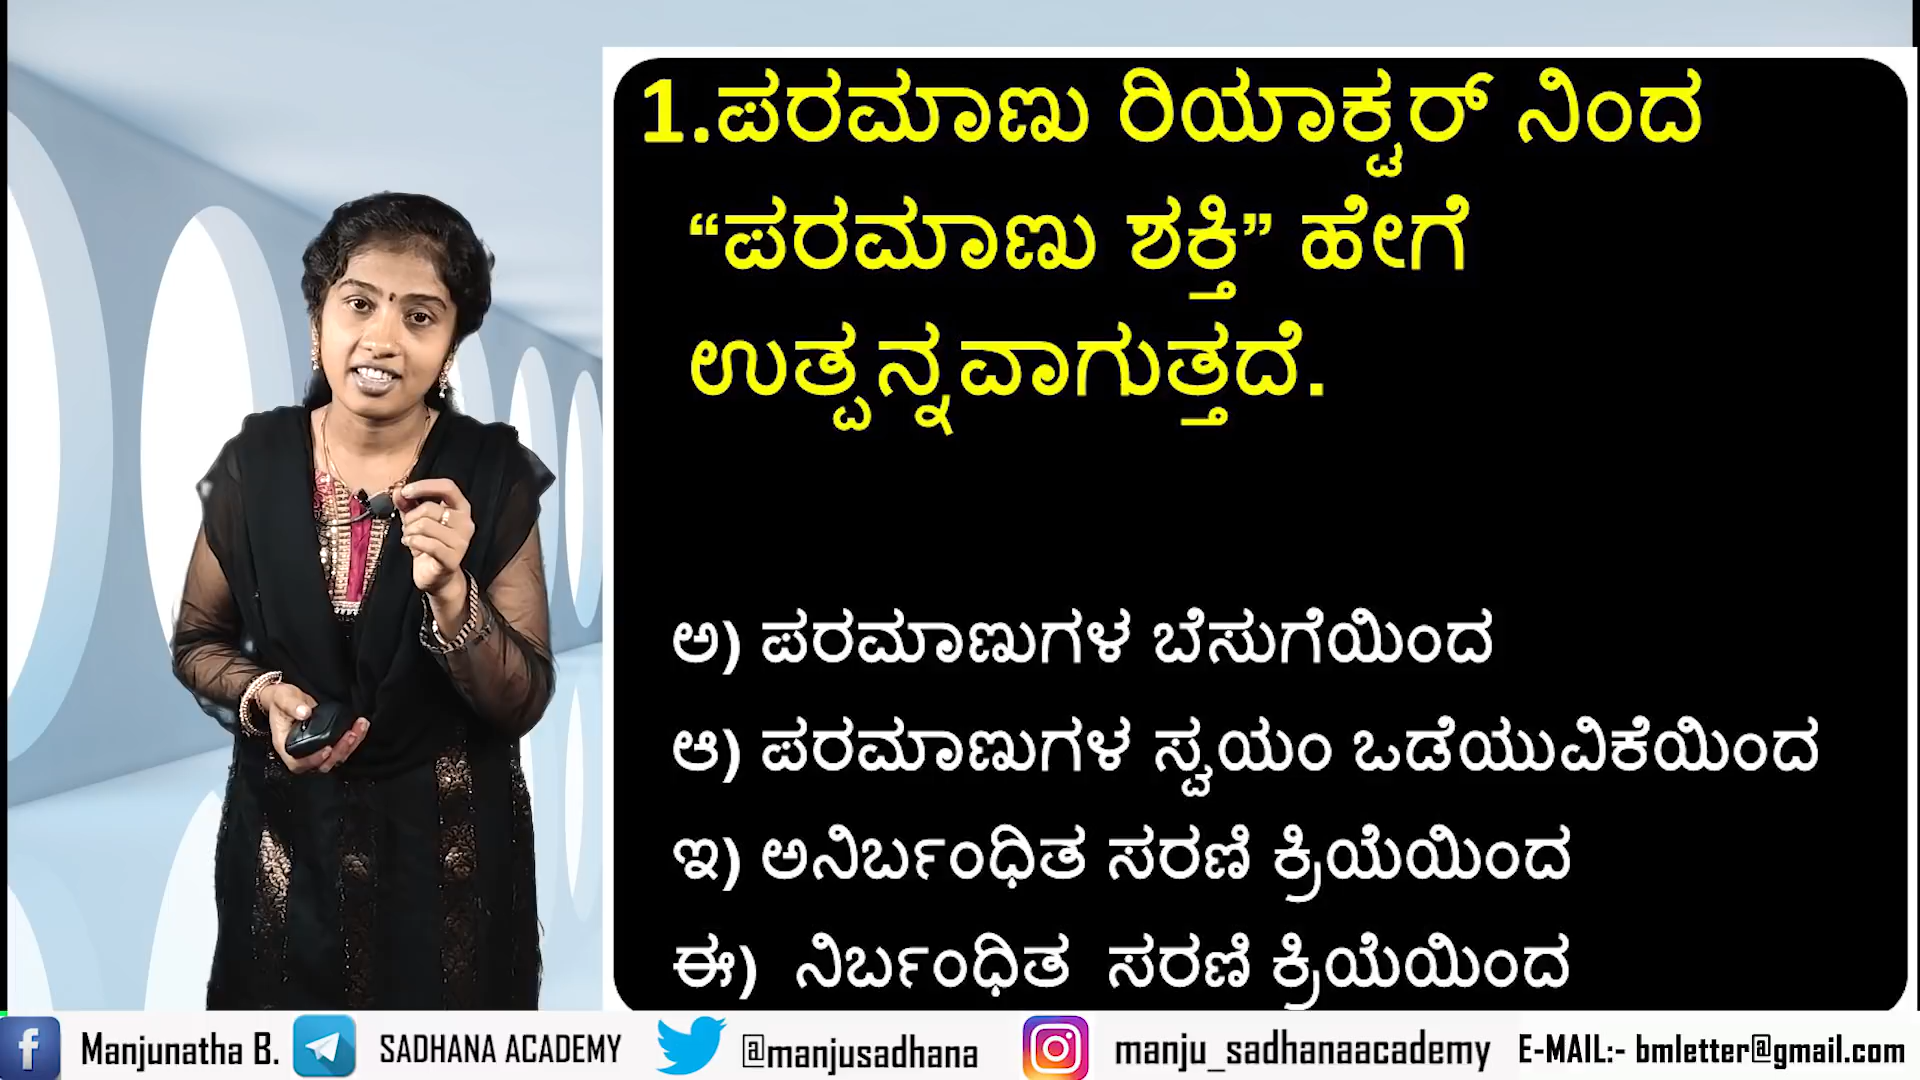 1.ಪರಮಾಣು ರಿಯಾಕ್ಟರ್ ನಿಂದ
“ಪರಮಾಣು ಶಕ್ತಿ” ಹೇಗೆ
ಉತ್ಪನ್ನವಾಗುತ್ತದೆ.
ಅ) ಪರಮಾಣುಗಳ ಬೆಸುಗೆಯಿಂದ
ಆ) ಪರಮಾಣುಗಳ ಸ್ವಯಂ ಒಡೆಯುವಿಕೆಯಿಂದ
ಇ) ಅನಿರ್ಬಂಧಿತ ಸರಣಿ ಕ್ರಿಯೆಯಿಂದ
ಈ) ನಿರ್ಬಂಧಿತ ಸರಣಿ ಕ್ರಿಯೆಯಿಂದ
Manjunatha B. SADHANA ACADEMY @manjusadhana manju_sadhanaacademy E-MAIL:- bmletter@gmail.com